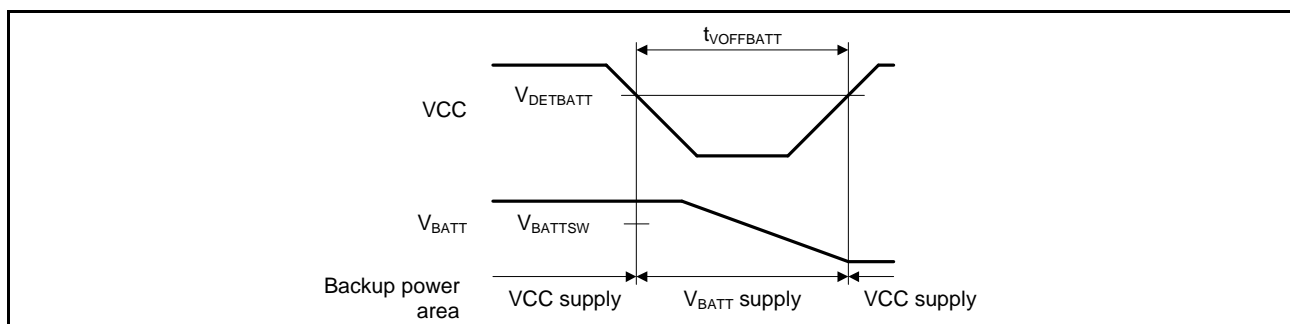 tVOFFBATT
VDETBATT
VCC
VBATT
VBATTSW
Backup power
area
VCC supply
VBATT supply
VCC supply